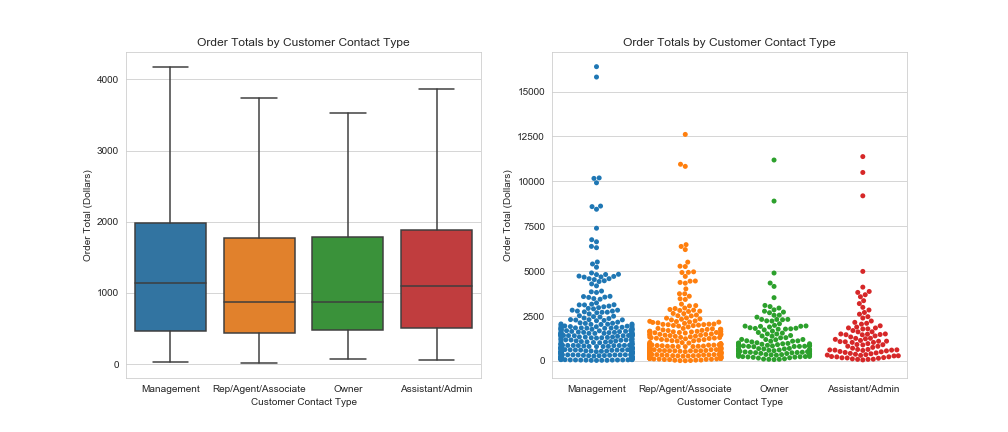 Order Totals by Customer Contact Type
Order Total (Dollars)
4000
3000
2000
1000
0
Management Rep/Agent/Associate Owner Assistant/Admin
Customer Contact Type
Order Totals by Customer Contact Type
Order Total (Dollars)
15000
12500
10000
7500
5000
2500
0
Management Rep/Agent/Associate Owner Assistant/Admin
Customer Contact Type